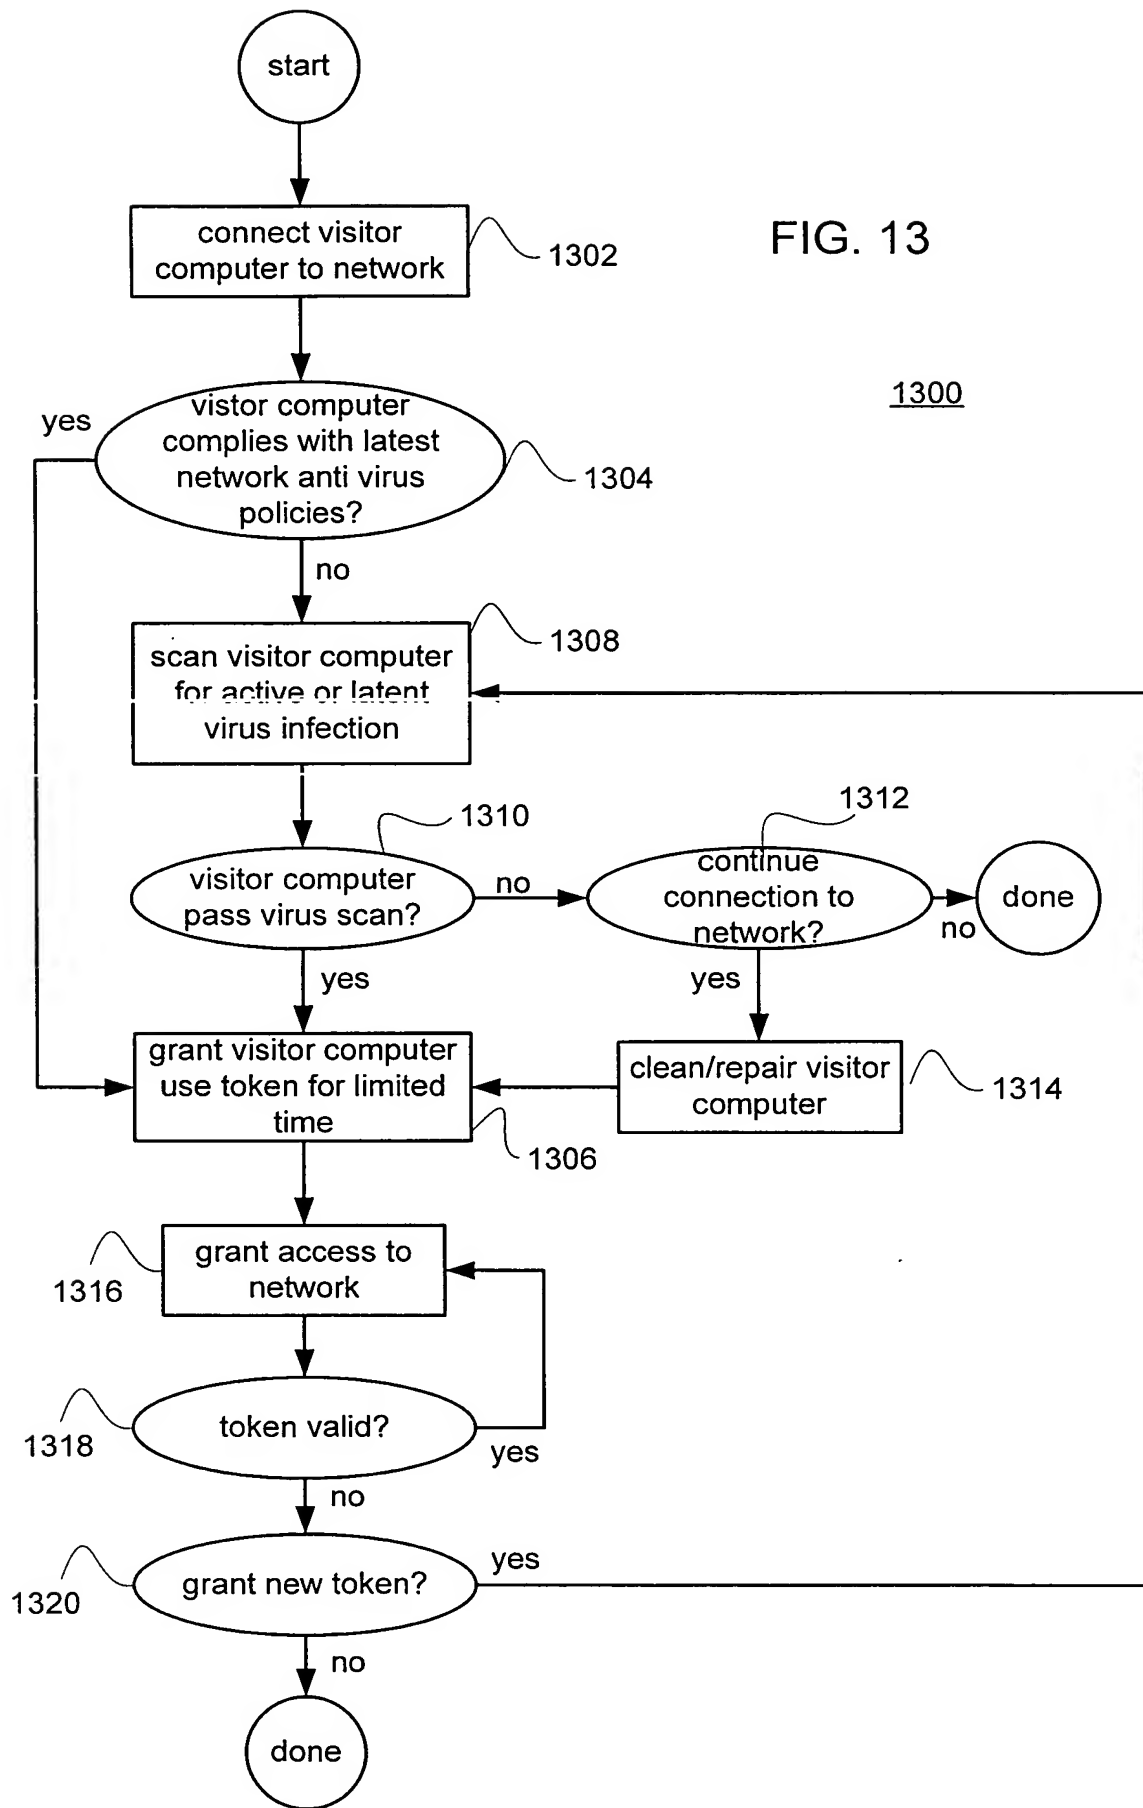 start
connect visitor
computer to network
1302
FIG. 13
1300
yes
vistor computer
complies with latest
network anti virus
policies?
1304
no
1308
scan visitor computer
for active or latent
virus infection
1310
1312
visitor computer
pass virus scan?
no
continue
connection to
network?
no
done
yes
yes
grant visitor computer
use token for limited
time
1306
clean/repair visitor
computer
1314
grant access to
network
1316
token valid?
1318
yes
no
grant new token?
1320
yes
no
done